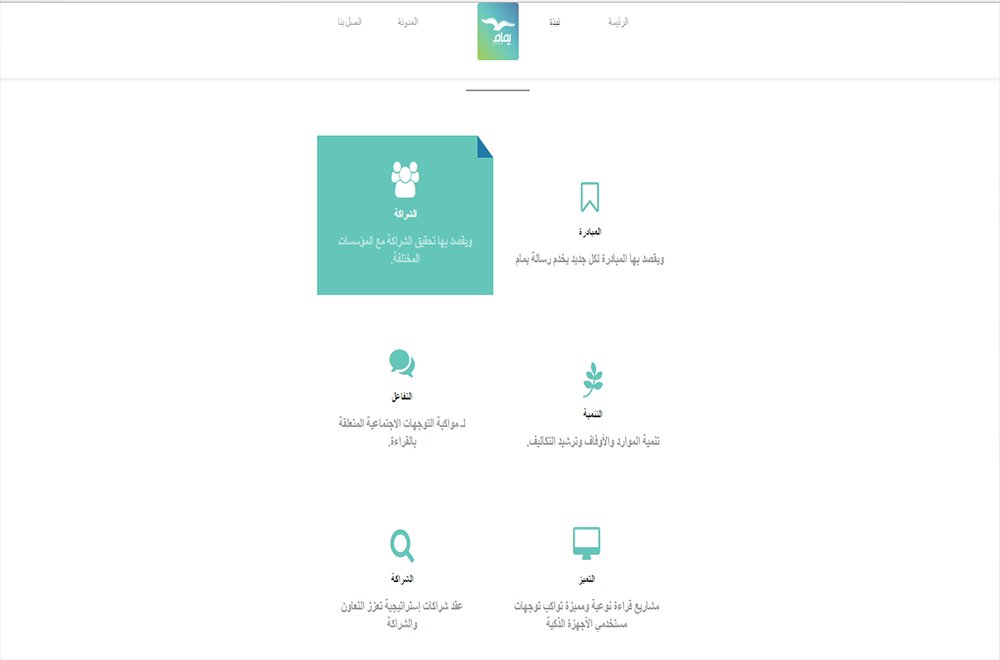 الرئيسة
نبذة
يمام
المدونة
اتصل بنا
المبادرة
ويقصد بها المبادرة لكل جديد يخدم رسالة يمام
الشراكة
ويقصد بها تحقيق الشراكة مع المؤسسات
المختلفة.
التنمية
تنمية الموارد والأوقاف وترشيد التكاليف.
التفاعل
لـ مواكبة التوجهات الاجتماعية المتعلقة
بالقراءة.
التميز
مشاريع قراءة نوعية ومميزة تواكب توجهات
مستخدمي الأجهزة الذكية
الشراكة
عقد شراكات إستراتيجية تعزز التعاون
والشراكة